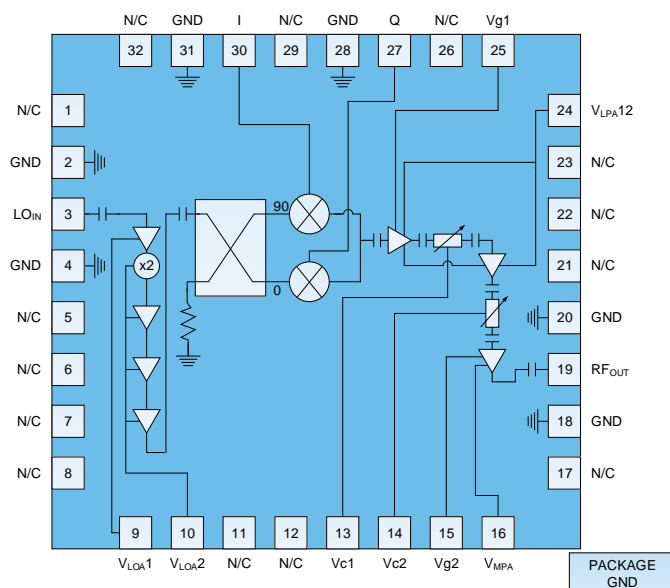 N/C GND I N/C GND Q N/C Vg1
32 31 30 29 28 27 26 25
N/C 1
24 VLPA12
GND 2
23 N/C
LOIN 3
90
22 N/C
GND 4
x2
0
21 N/C
N/C 5
20 GND
N/C 6
19 RFOUT
N/C 7
18 GND
N/C 8
17 N/C
9 10 11 12 13 14 15 16
VLOA1 VLOA2 N/C N/C Vc1 Vc2 Vg2 VMPA
PACKAGE
GND